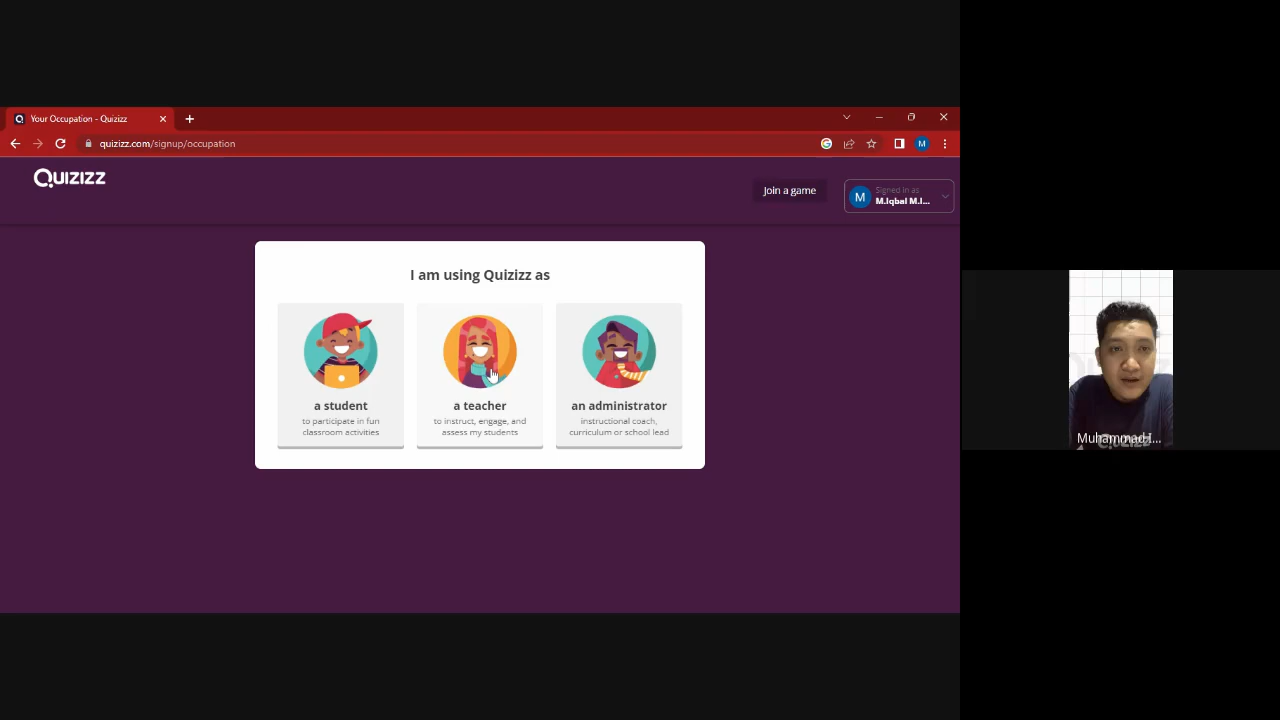 Your Occupation - Quizizz
quizizz.com/signup/occupation
M
QUIZIZZ
Join a game
M
Signed in as
M.Iqbal M.I...
I am using Quizizz as
a student
to participate in fun
classroom activities
a teacher
to instruct, engage, and
assess my students
an administrator
instructional coach,
curriculum or school lead
Muhammad I...